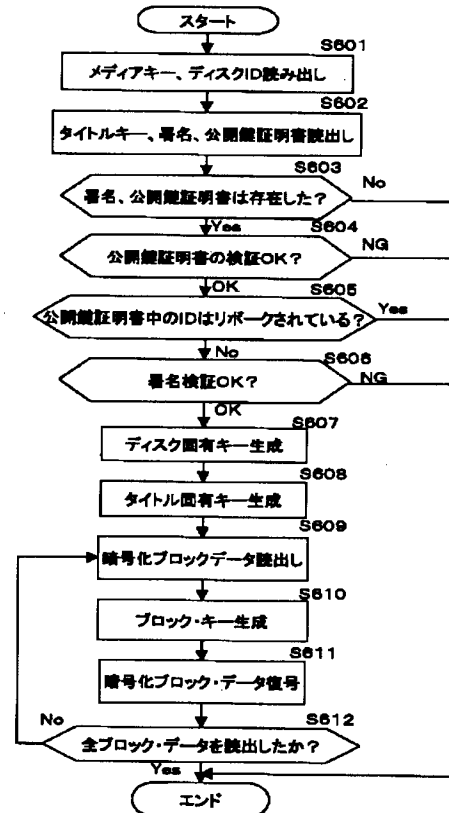 スタート
S601
メディアキー、ディスクID読み出し
S602
タイトルキー、署名、公開鍵証明書読出し
S603
署名、公開鍵証明書は存在した？
No
Yes
S604
公開鍵証明書の検証OK？
NG
OK
S605
公開鍵証明書中のIDはリボークされている？
Yes
No
S606
署名検証OK？
NG
OK
S607
ディスク固有キー生成
S608
タイトル固有キー生成
S609
暗号化ブロックデータ読出し
S610
ブロック・キー生成
S611
暗号化ブロック・データ復号
No
S612
全ブロック・データを読出したか？
Yes
エンド